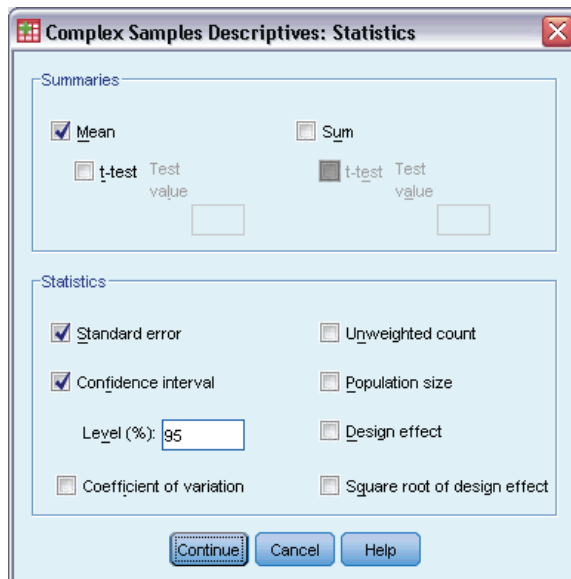 Complex Samples Descriptives: Statistics
Summaries
Mean
Sum
t-test Test value
t-test Test value
Statistics
Standard error
Unweighted count
Confidence interval
Population size
Level (%): 95
Design effect
Coefficient of variation
Square root of design effect
Continue Cancel Help